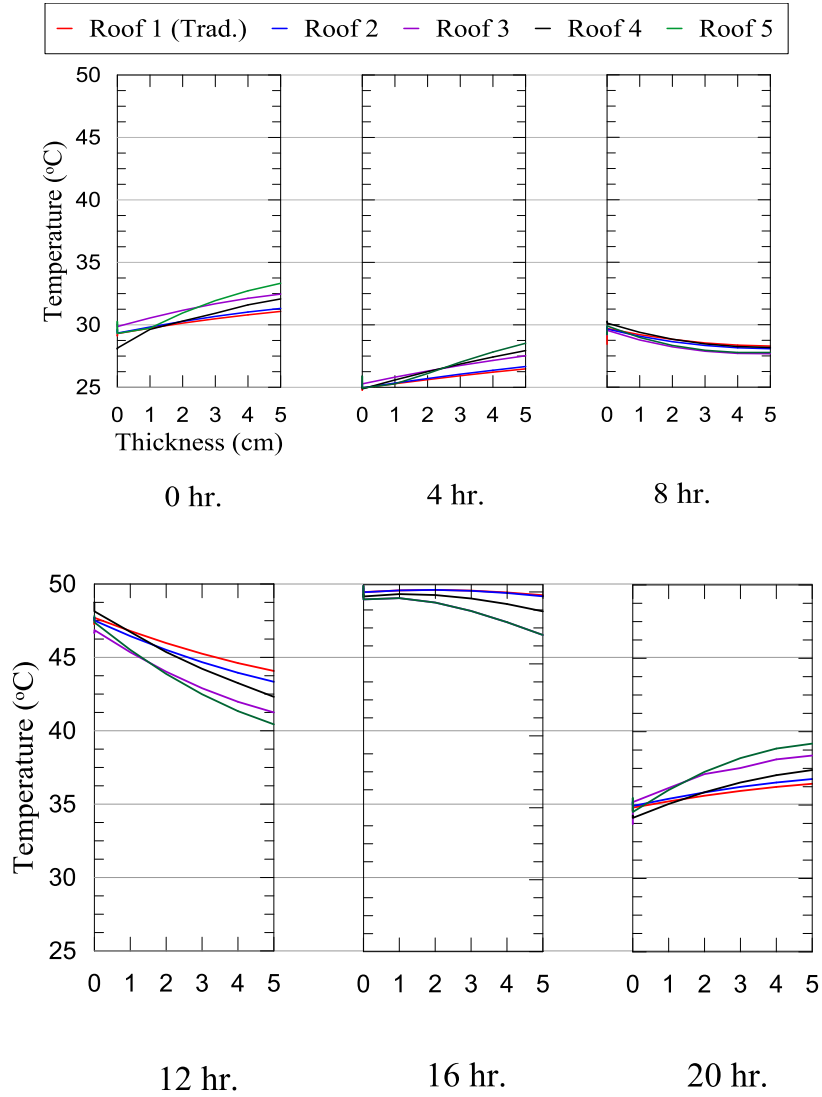 Roof 1 (Trad.) Roof 2 Roof 3 Roof 4 Roof 5
Temperature (°C)
50
45
40
35
30
25
0 1 2 3 4 5 0 1 2 3 4 5 0 1 2 3 4 5
Thickness (cm)
0 hr. 4 hr. 8 hr.
Temperature (°C)
50
45
40
35
30
25
0 1 2 3 4 5 0 1 2 3 4 5 0 1 2 3 4 5
12 hr. 16 hr. 20 hr.